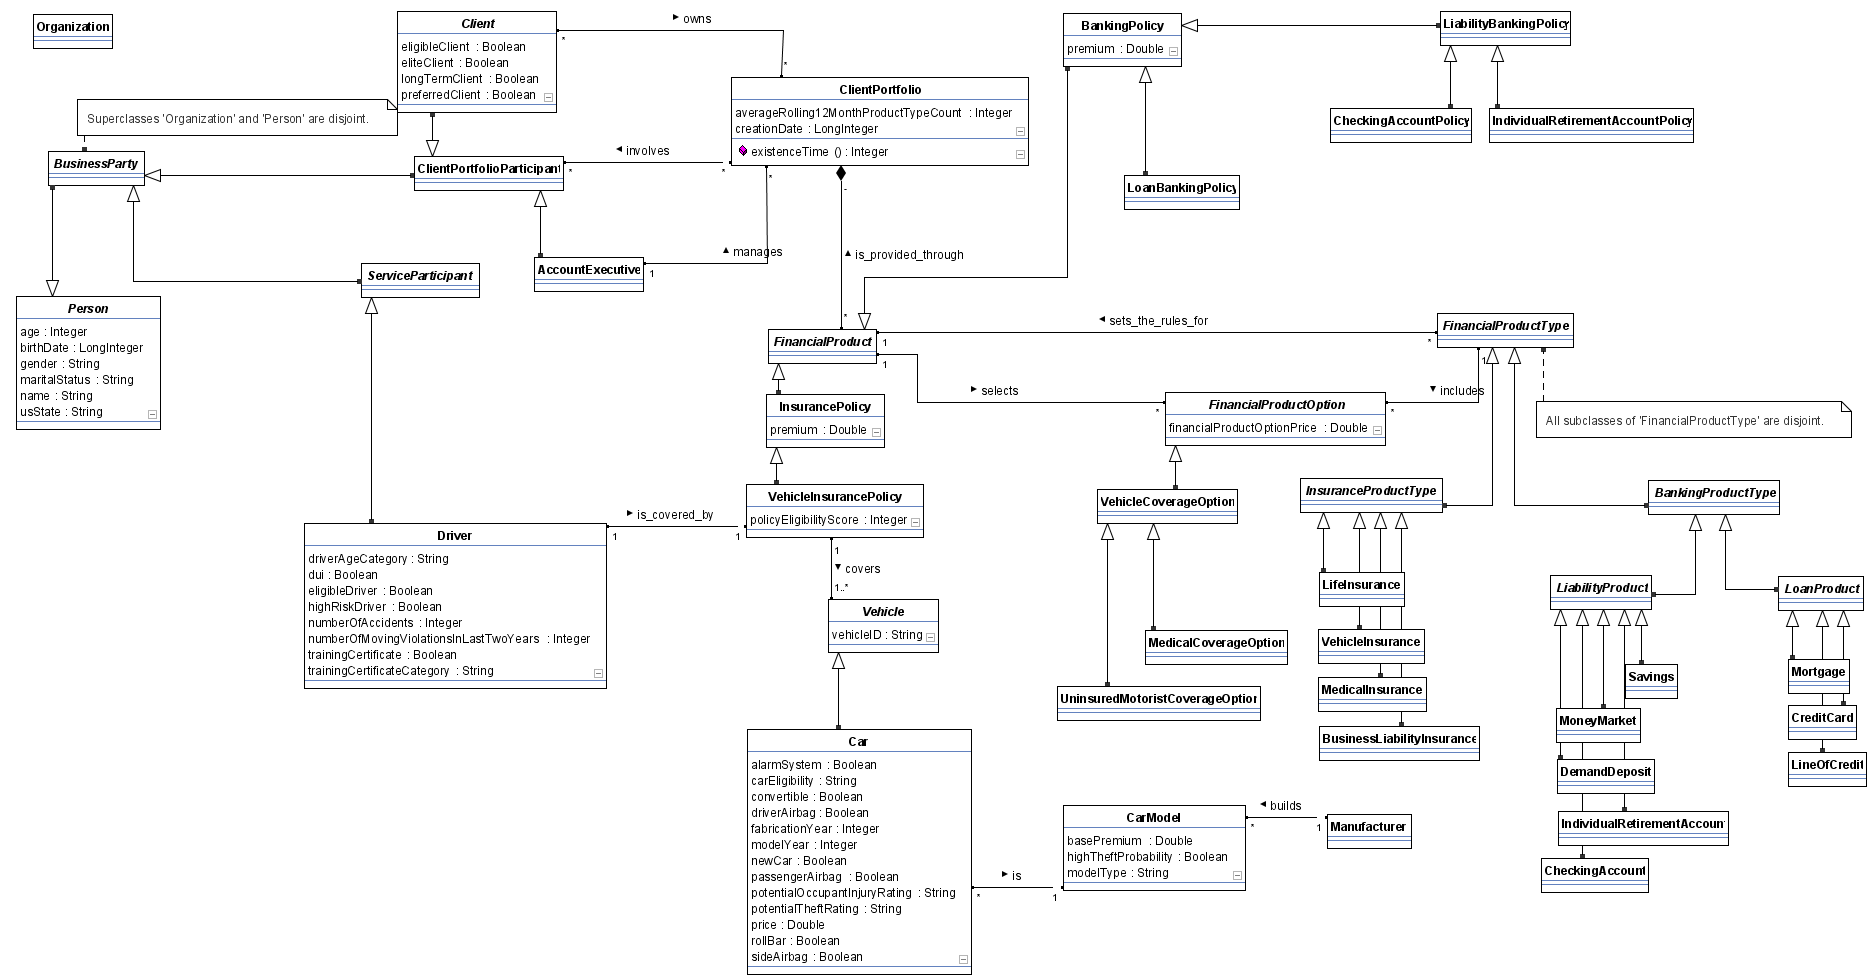 Organization
Client
eligibleClient : Boolean
eliteClient : Boolean
longTermClient : Boolean
preferredClient : Boolean
► owns
*
*
ClientPortfolio
averageRolling12MonthProductTypeCount : Integer
creationDate : LongInteger
existenceTime () : Integer
BankingPolicy
premium : Double
LiabilityBankingPolicy
CheckingAccountPolicy
IndividualRetirementAccountPolicy
LoanBankingPolicy
Superclasses 'Organization' and 'Person' are disjoint.
BusinessParty
ClientPortfolioParticipant
◄ involves
*
*
*
-
▲ manages
1
AccountExecutive
▲ is_provided_through
*
ServiceParticipant
Person
age : Integer
birthDate : LongInteger
gender : String
maritalStatus : String
name : String
usState : String
FinancialProduct
1
1
◄ sets_the_rules_for
*
FinancialProductType
1
► selects
*
▼ includes
*
FinancialProductOption
financialProductOptionPrice : Double
All subclasses of 'FinancialProductType' are disjoint.
InsurancePolicy
premium : Double
VehicleInsurancePolicy
policyEligibilityScore : Integer
► is_covered_by
1
1
Driver
driverAgeCategory : String
dui : Boolean
eligibleDriver : Boolean
highRiskDriver : Boolean
numberOfAccidents : Integer
numberOfMovingViolationsInLastTwoYears : Integer
trainingCertificate : Boolean
trainingCertificateCategory : String
1
▼ covers
1..*
Vehicle
vehicleID : String
VehicleCoverageOption
MedicalCoverageOption
UninsuredMotoristCoverageOption
InsuranceProductType
LifeInsurance
VehicleInsurance
MedicalInsurance
BusinessLiabilityInsurance
BankingProductType
LiabilityProduct
LoanProduct
Savings
MoneyMarket
DemandDeposit
IndividualRetirementAccount
CheckingAccount
Mortgage
CreditCard
LineOfCredit
Car
alarmSystem : Boolean
carEligibility : String
convertible : Boolean
driverAirbag : Boolean
fabricationYear : Integer
modelYear : Integer
newCar : Boolean
passengerAirbag : Boolean
potentialOccupantInjuryRating : String
potentialTheftRating : String
price : Double
rollBar : Boolean
sideAirbag : Boolean
► is
*
1
CarModel
basePremium : Double
highTheftProbability : Boolean
modelType : String
◄ builds
*
1
Manufacturer